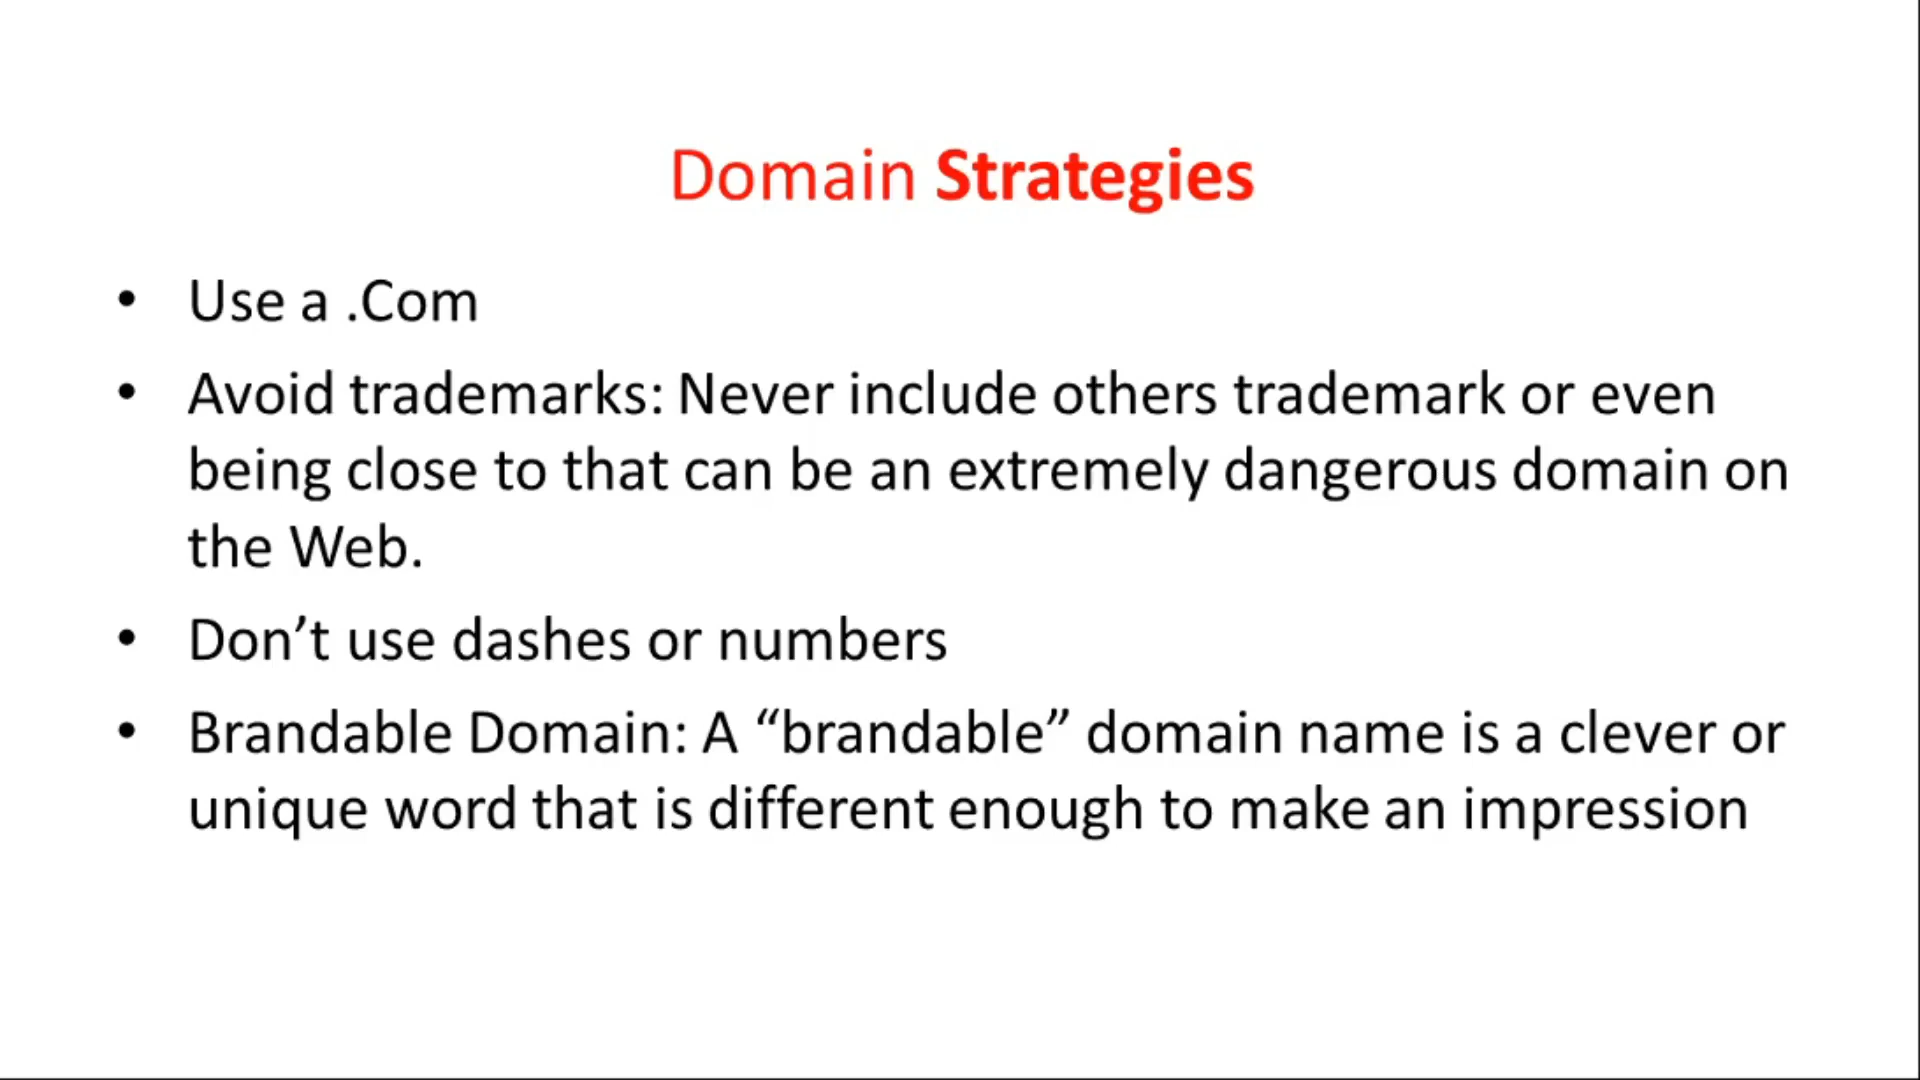 Domain Strategies
• Use a .Com
• Avoid trademarks: Never include others trademark or even
being close to that can be an extremely dangerous domain on
the Web.
• Don’t use dashes or numbers
• Brandable Domain: A “brandable” domain name is a clever or
unique word that is different enough to make an impression